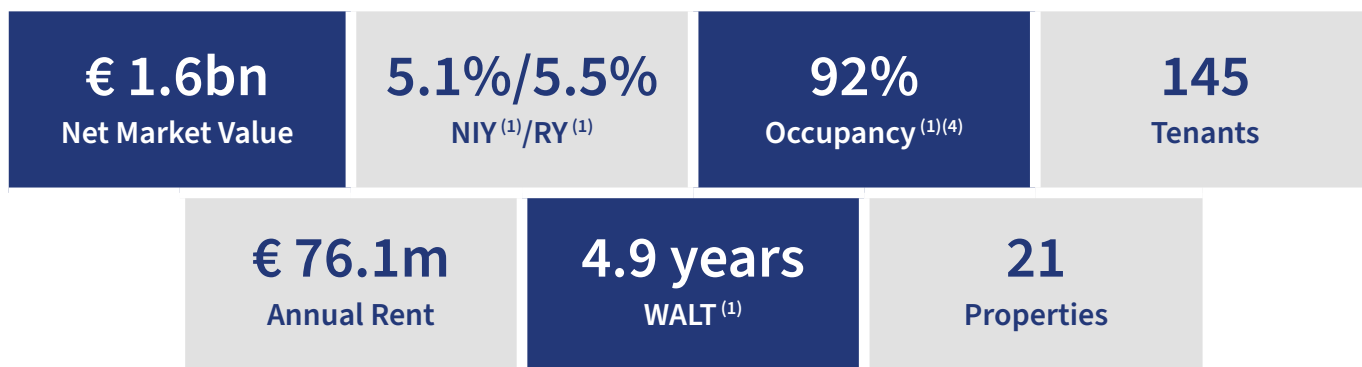 € 1.6bn
Net Market Value
5.1%/5.5%
NIY (1)/RY (1)
92%
Occupancy (1)(4)
145
Tenants
€ 76.1m
Annual Rent
4.9 years
WALT (1)
21
Properties